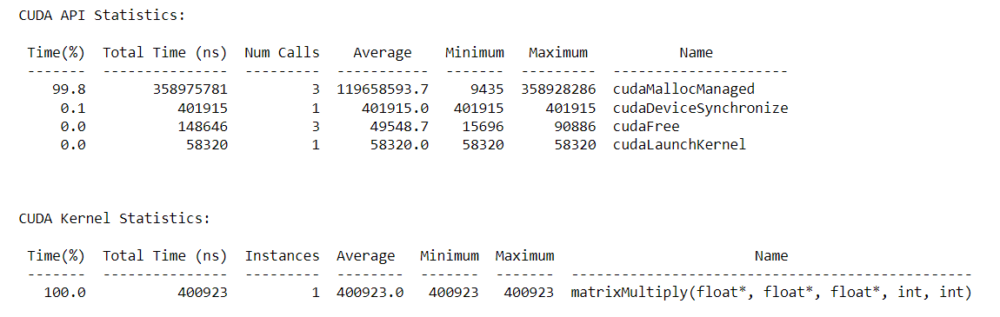 CUDA API Statistics:
Time(%)  Total Time (ns)  Num Calls    Average    Minimum   Maximum           Name
-------  ---------------  ---------  -----------  -------  ---------  ---------------------
   99.8        358975781          3  119658593.7     9435  358928286  cudaMallocManaged
    0.1           401915          1     401915.0   401915     401915  cudaDeviceSynchronize
    0.0           148646          3      49548.7    15696      90886  cudaFree
    0.0            58320          1      58320.0    58320      58320  cudaLaunchKernel
CUDA Kernel Statistics:
Time(%)  Total Time (ns)  Instances  Average   Minimum  Maximum                        Name
-------  ---------------  ---------  --------  -------  -------  ------------------------------------------------
  100.0           400923          1  400923.0   400923   400923  matrixMultiply(float*, float*, float*, int, int)